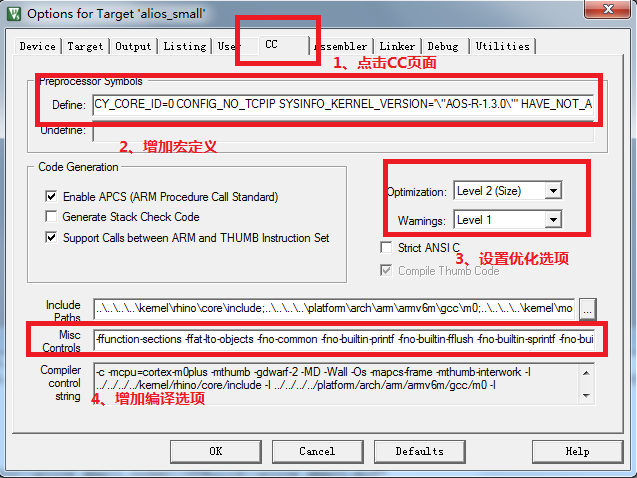 Options for Target 'alios_small'
Device Target Output Listing User CC Assembler Linker Debug Utilities
1、点击CC页面
Preprocessor Symbols
Define: CY_CORE_ID=0 CONFIG_NO_TCPIP SYSINFO_KERNEL_VERSION="\"AOS-R-1.3.0\"" HAVE_NOT_A
Undefine:
2、增加宏定义
Code Generation
Enable APCS (ARM Procedure Call Standard)
Generate Stack Check Code
Support Calls between ARM and THUMB Instruction Set
Optimization: Level 2 (Size)
Warnings: Level 1
Strict ANSI C
3、设置优化选项
Compile Thumb Code
Include Paths ..\..\..\..\kernel\rhino\core\include;..\..\..\..\platform\arch\arm\armv6m\gcc\m0;..\..\..\..\kernel\mo ...
Misc Controls -ffunction-sections -ffat-lto-objects -fno-common -fno-builtin-printf -fno-builtin-fflush -fno-builtin-sprintf -fno-bui
Compiler control string -c -mcpu=cortex-m0plus -mthumb -gdwarf-2 -MD -Wall -Os -mapcs-frame -mthumb-interwork -I
../../../../kernel/rhino/core/include -I ../../../../platform/arch/arm/armv6m/gcc/m0 -I
4、增加编译选项
OK Cancel Defaults Help